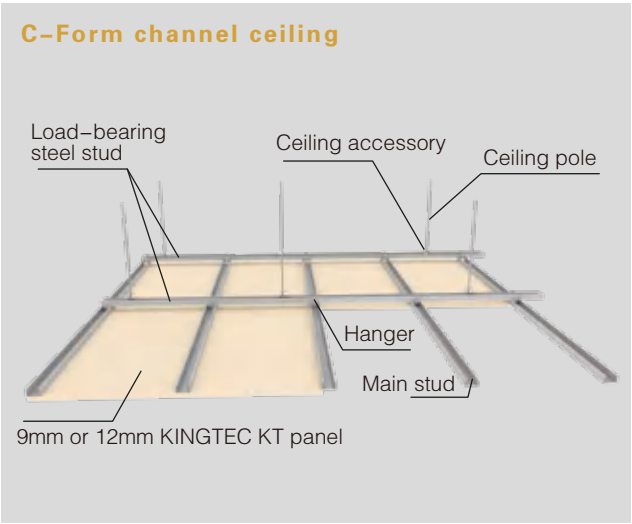 C–Form channel ceiling
Load–bearing
steel stud
Ceiling accessory
Ceiling pole
Hanger
Main stud
9mm or 12mm KINGTEC KT panel